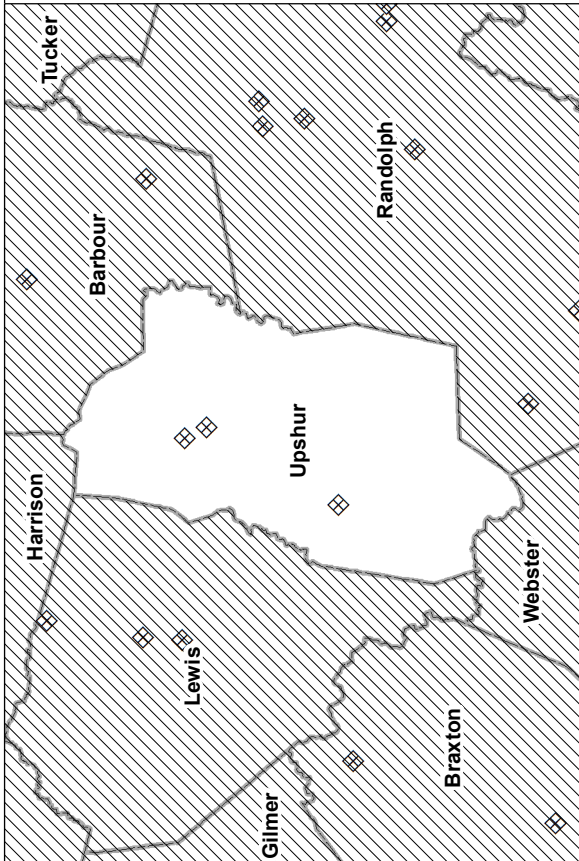 Tucker
Barbour
Randolph
Harrison
Upshur
Lewis
Webster
Gilmer
Braxton